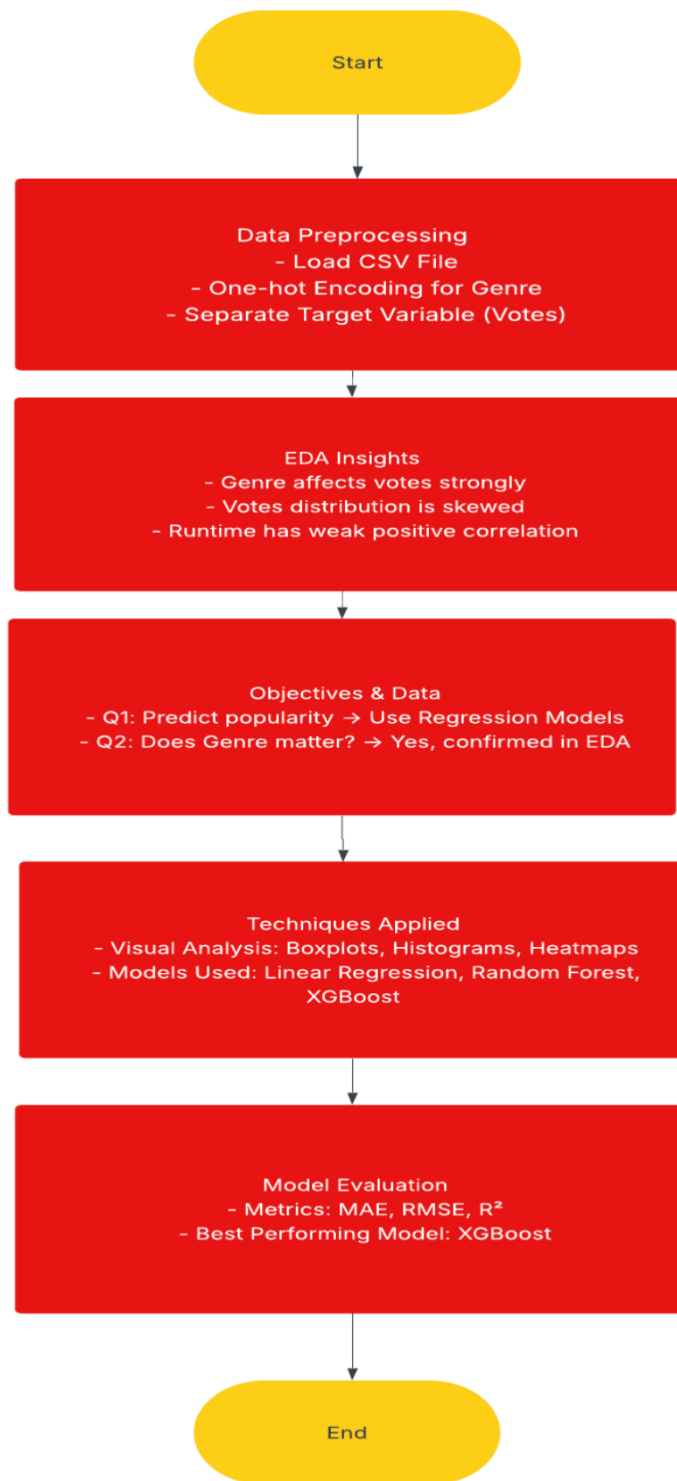 Start
Data Preprocessing
- Load CSV File
- One-hot Encoding for Genre
- Separate Target Variable (Votes)
EDA Insights
- Genre affects votes strongly
- Votes distribution is skewed
- Runtime has weak positive correlation
Objectives & Data
- Q1: Predict popularity → Use Regression Models
- Q2: Does Genre matter? → Yes, confirmed in EDA
Techniques Applied
- Visual Analysis: Boxplots, Histograms, Heatmaps
- Models Used: Linear Regression, Random Forest,
XGBoost
Model Evaluation
- Metrics: MAE, RMSE, R²
- Best Performing Model: XGBoost
End